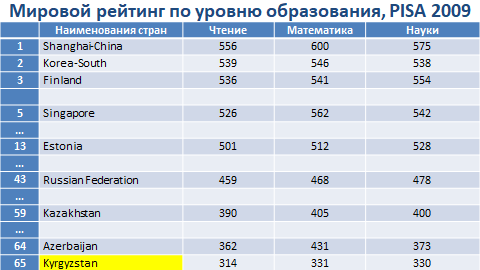 Мировой рейтинг по уровню образования, PISA 2009
Наименования стран Чтение Математика Науки
1 Shanghai-China 556 600 575
2 Korea-South 539 546 538
3 Finland 536 541 554
5 Singapore 526 562 542
...
13 Estonia 501 512 528
...
43 Russian Federation 459 468 478
...
59 Kazakhstan 390 405 400
...
64 Azerbaijan 362 431 373
65 Kyrgyzstan 314 331 330